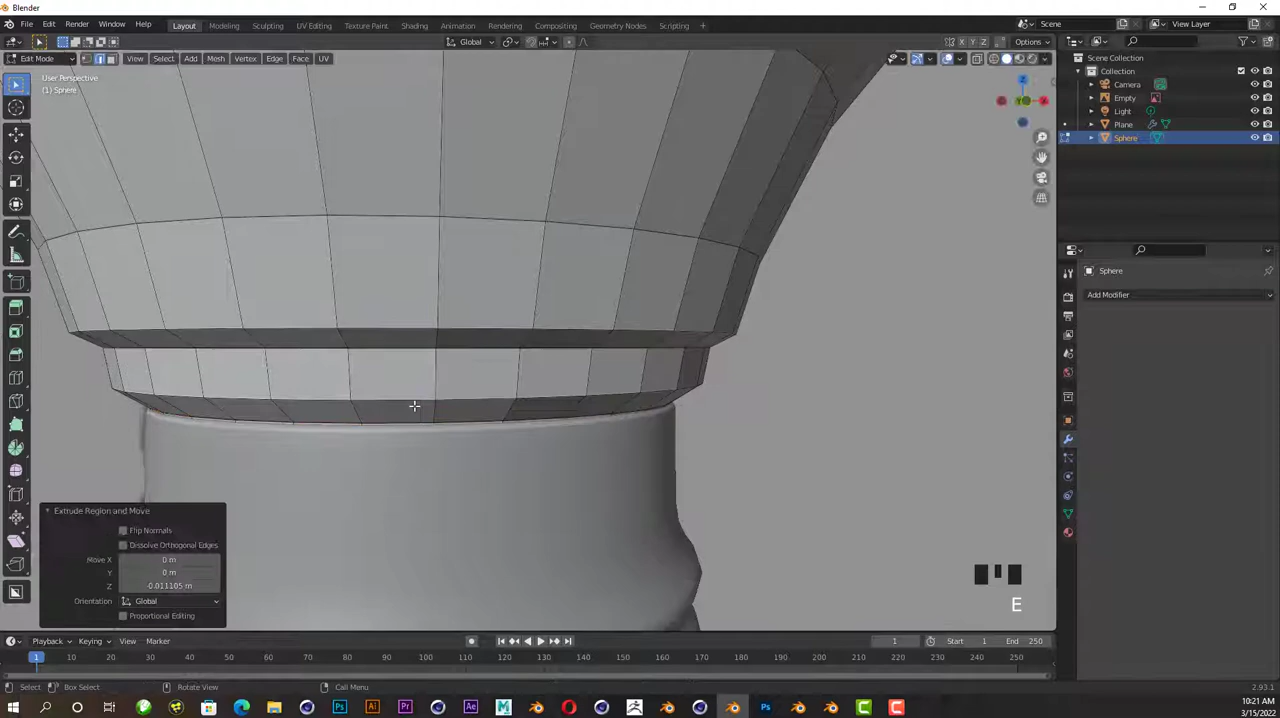 Blender
File Edit Render Window Help Layout Modeling Sculpting UV Editing Texture Paint Shading Animation Rendering Compositing Geometry Nodes Scripting + Scene View Layer
Global Options
Edit Mode View Select Add Mesh Vertex Edge Face UV
X Y Z
User Perspective
(1) Sphere
Scene Collection
Collection
Camera
Empty
Light
Plane
Sphere
Sphere
Add Modifier
Extrude Region and Move
Flip Normals
Dissolve Orthogonal Edges
Move X 0 m
Y 0 m
Z -0.011105 m
Orientation Global
Proportional Editing
E
Playback Keying View Marker 1 Start 1 End 250
1 10 20 30 40 50 60 70 80 90 100 110 120 130 140 150 160 170 180 190 200 210 220 230 240 250
Select Box Select Rotate View Call Menu 2.93.1
10:21 AM
3/15/2022